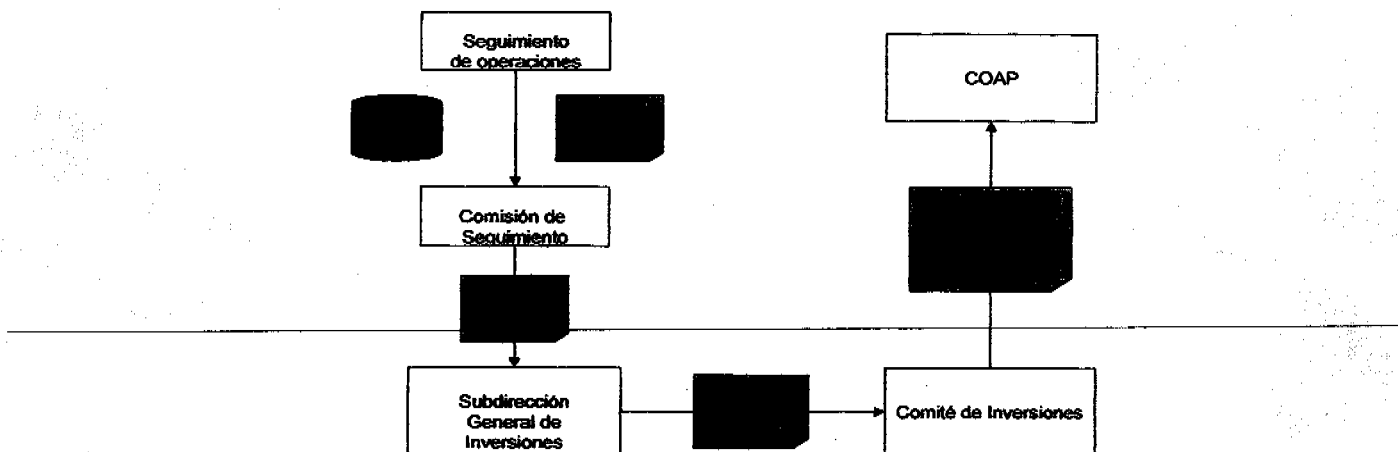 Seguimiento
de operaciones
COAP
Comisión de
Seguimiento
Subdirección
General de
Inversiones
Comité de Inversiones